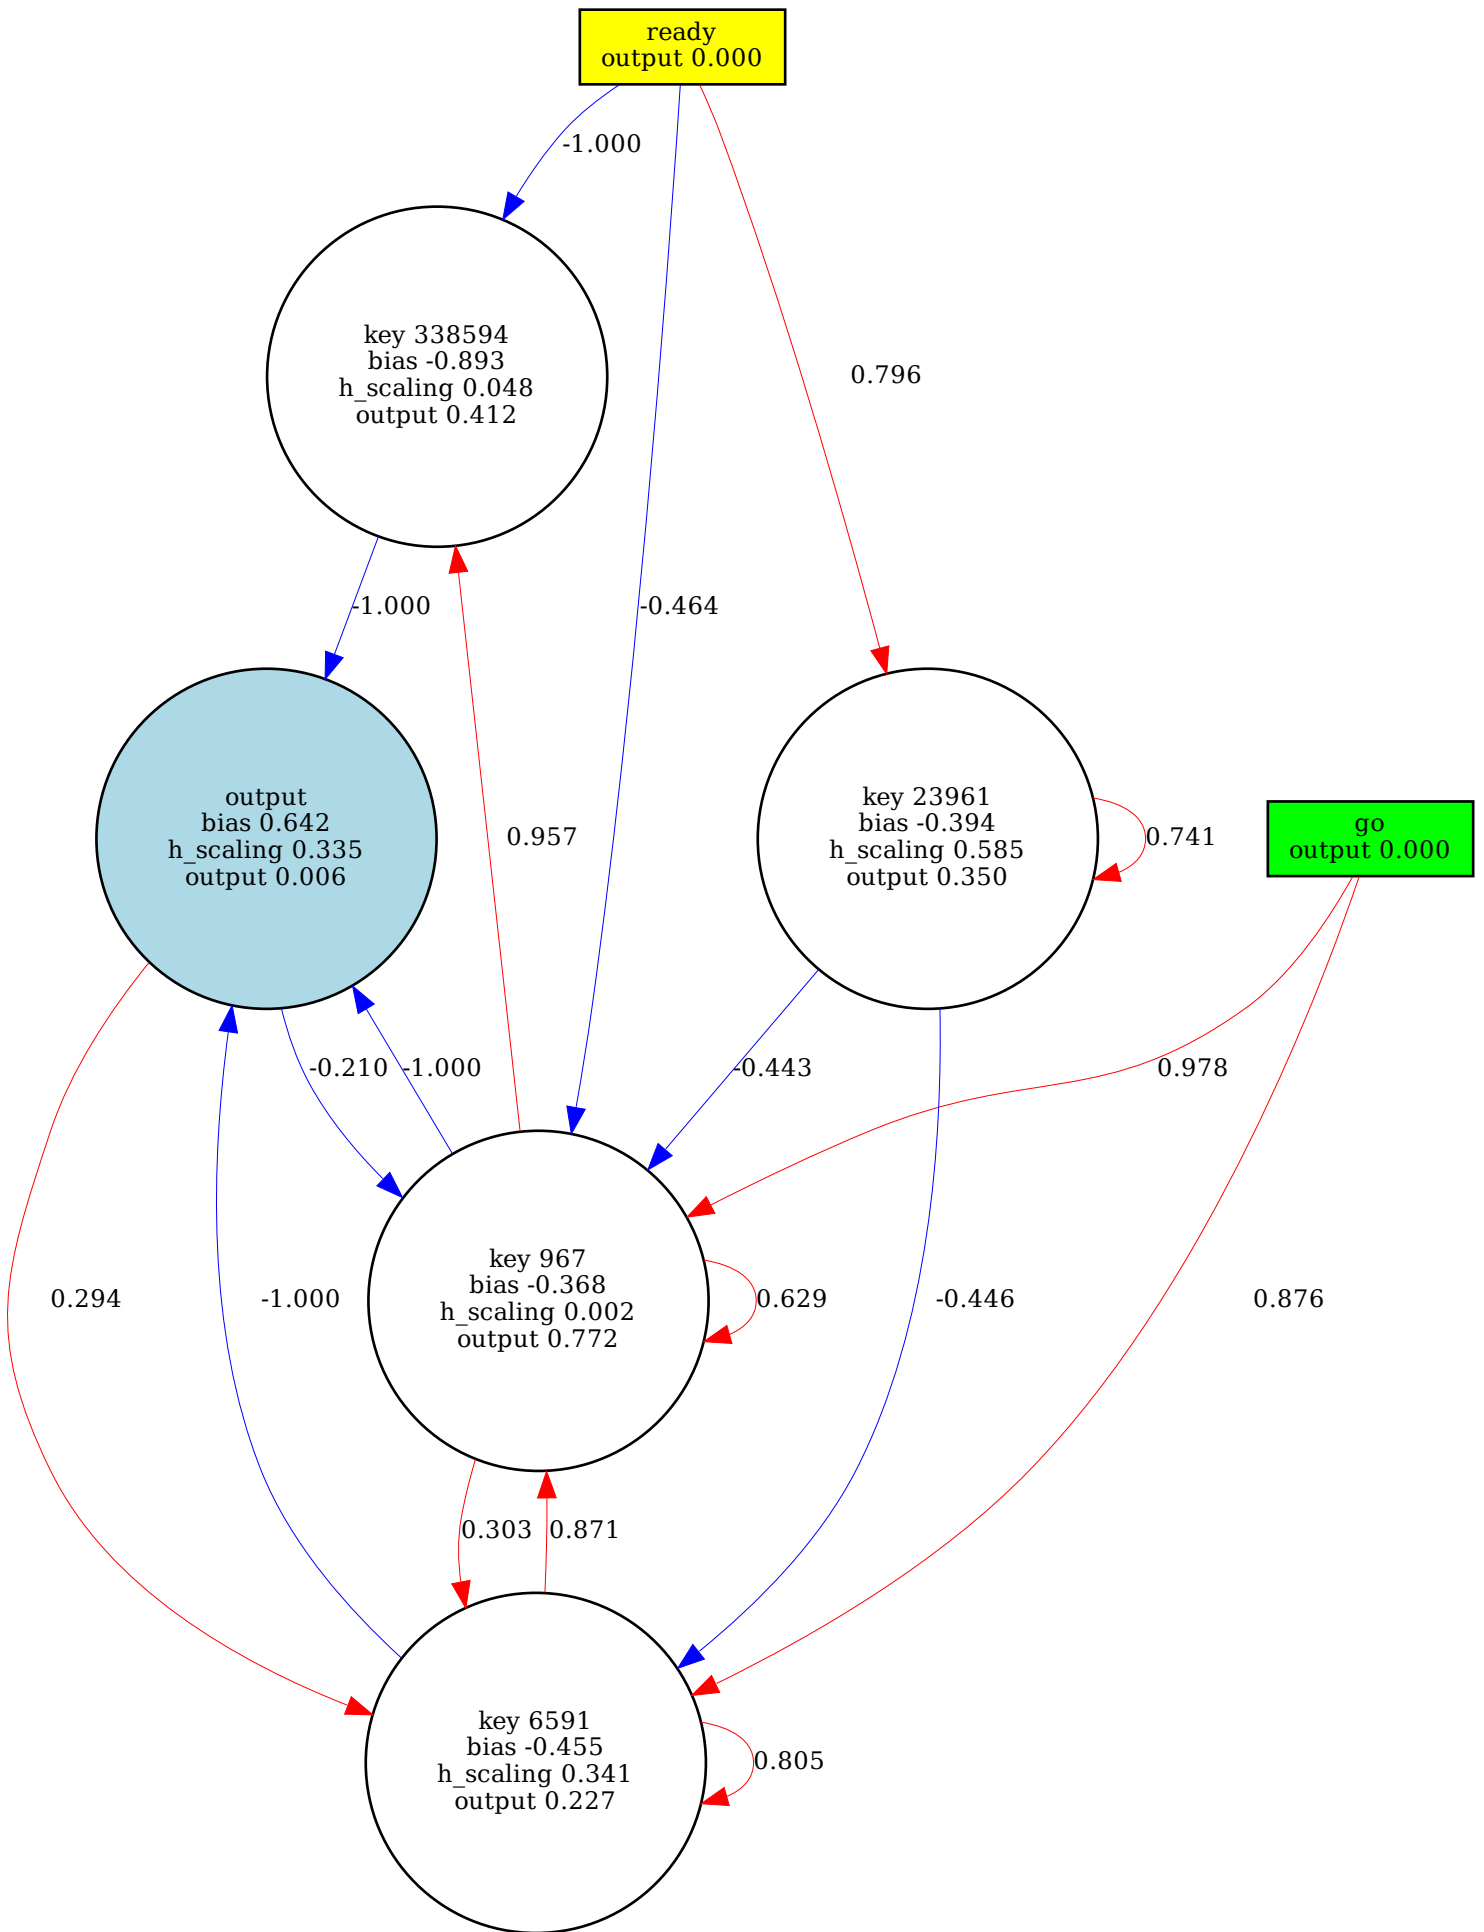 ready
output 0.000
-1.000
key 338594
bias -0.893
h_scaling 0.048
output 0.412
0.796
-1.000
-0.464
output
bias 0.642
h_scaling 0.335
output 0.006
0.957
key 23961
bias -0.394
h_scaling 0.585
output 0.350
0.741
go
output 0.000
-0.210
-1.000
-0.443
0.978
0.294
-1.000
key 967
bias -0.368
h_scaling 0.002
output 0.772
0.629
-0.446
0.876
0.303
0.871
key 6591
bias -0.455
h_scaling 0.341
output 0.227
0.805